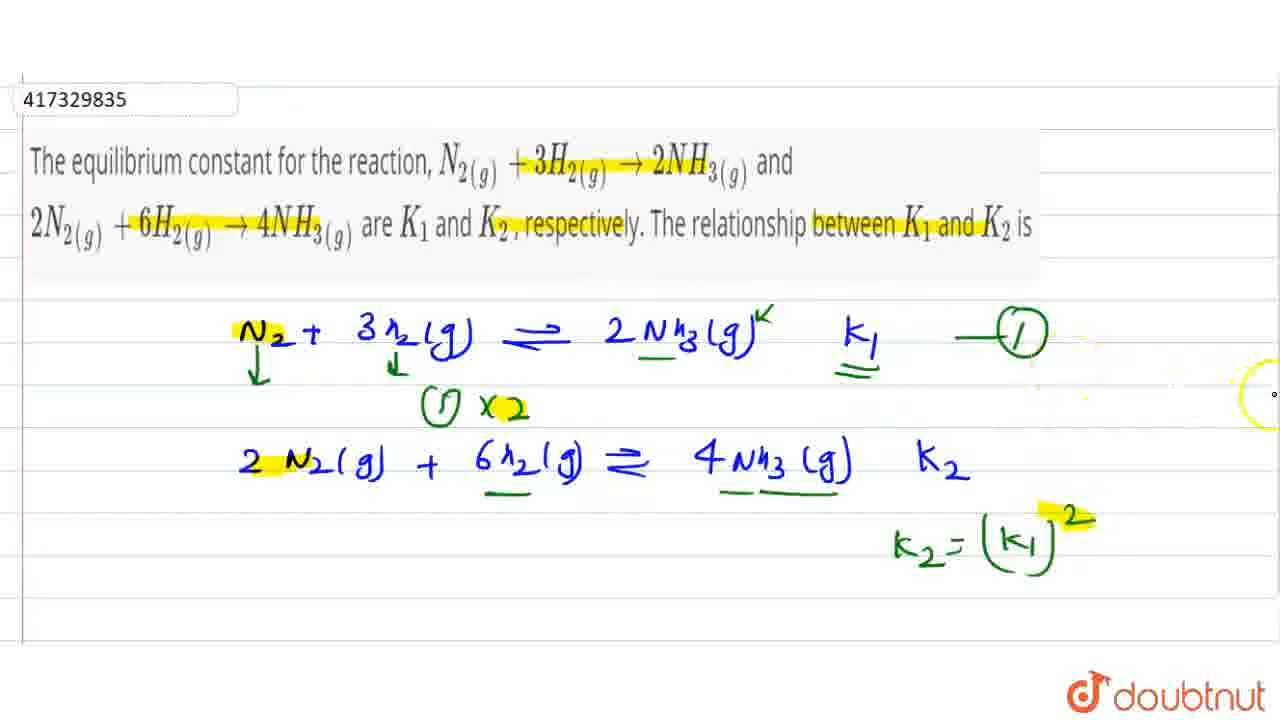 417329835
The equilibrium constant for the reaction, N₂₍g₎ + 3H₂₍g₎ → 2NH₃₍g₎ and
2N₂₍g₎ + 6H₂₍g₎ → 4NH₃₍g₎ are K₁ and K₂, respectively. The relationship between K₁ and K₂ is
N₂ + 3H₂(g) ⇌ 2NH₃(g) K₁ — ①
① × 2
2N₂(g) + 6H₂(g) ⇌ 4NH₃(g) K₂
K₂ = (K₁)²
doubtnut